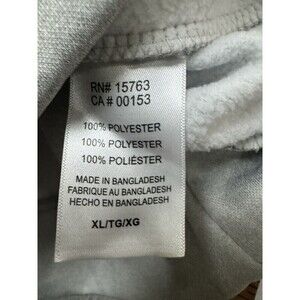 RN# 15763
CA# 00153
100% POLYESTER
100% POLYESTER
100% POLIÉSTER
MADE IN BANGLADESH
FABRIQUE AU BANGLADESH
HECHO EN BANGLADESH
XL/TG/XG